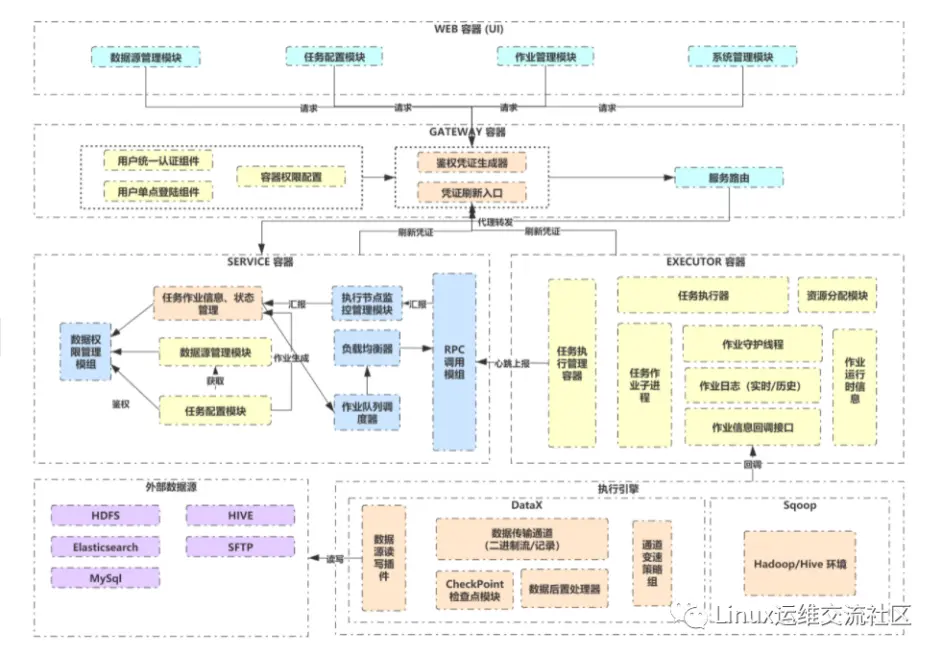 WEB 容器 (UI)
数据源管理模块
任务配置模块
作业管理模块
系统管理模块
请求
请求
请求
请求
GATEWAY 容器
用户统一认证组件
用户单点登陆组件
容器权限配置
鉴权凭证生成器
凭证刷新入口
服务路由
代理转发
刷新凭证
刷新凭证
SERVICE 容器
任务作业信息、状态
管理
汇报
执行节点监
控管理模块
汇报
数据权
限管理
模组
数据源管理模块
作业生成
负载均衡器
RPC
调用
模组
获取
鉴权
任务配置模块
作业队列调
度器
心跳上报
EXECUTOR 容器
任务执
行管理
容器
任务执行器
资源分配模块
任务作
业子进
程
作业守护线程
作业日志（实时/历史）
作业信息回调接口
作业
运行
时信
息
回调
外部数据源
HDFS
HIVE
Elasticsearch
SFTP
MySql
读写
执行引擎
DataX
数据
源读
写插
件
数据传输通道
（二进制流/记录）
CheckPoint
检查点模块
数据后置处理器
通道
变速
策略
组
Sqoop
Hadoop/Hive 环境
Linux运维交流社区